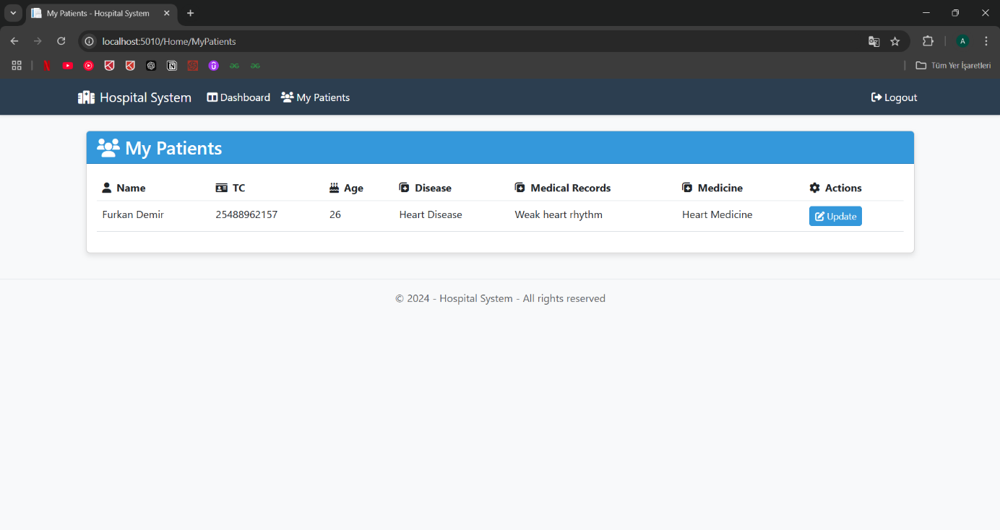 My Patients - Hospital System
localhost:5010/Home/MyPatients
A
Tüm Yer İşaretleri
Hospital System Dashboard My Patients Logout
My Patients
Name TC Age Disease Medical Records Medicine Actions
Furkan Demir 25488962157 26 Heart Disease Weak heart rhythm Heart Medicine Update
© 2024 - Hospital System - All rights reserved